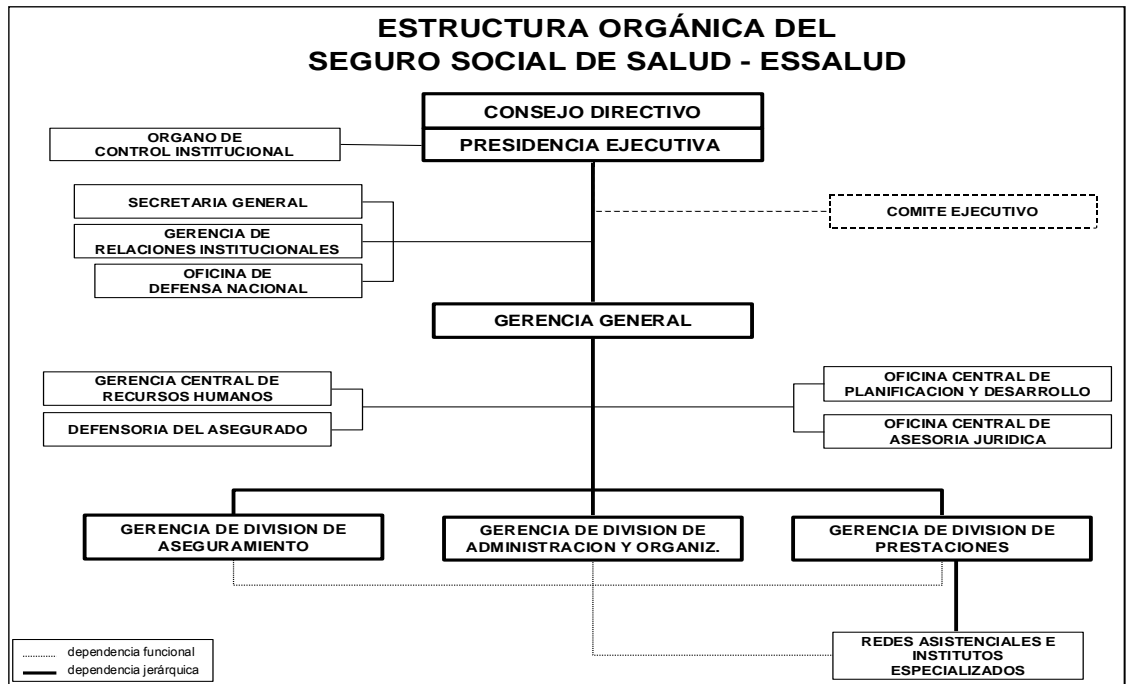 ESTRUCTURA ORGÁNICA DEL
SEGURO SOCIAL DE SALUD - ESSALUD
CONSEJO DIRECTIVO
PRESIDENCIA EJECUTIVA
ORGANO DE
CONTROL INSTITUCIONAL
SECRETARIA GENERAL
GERENCIA DE
RELACIONES INSTITUCIONALES
OFICINA DE
DEFENSA NACIONAL
COMITE EJECUTIVO
GERENCIA GENERAL
GERENCIA CENTRAL DE
RECURSOS HUMANOS
DEFENSORIA DEL ASEGURADO
OFICINA CENTRAL DE
PLANIFICACION Y DESARROLLO
OFICINA CENTRAL DE
ASESORIA JURIDICA
GERENCIA DE DIVISION DE
ASEGURAMIENTO
GERENCIA DE DIVISION DE
ADMINISTRACION Y ORGANIZ.
GERENCIA DE DIVISION DE
PRESTACIONES
REDES ASISTENCIALES E
INSTITUTOS
ESPECIALIZADOS
dependencia funcional
dependencia jerárquica